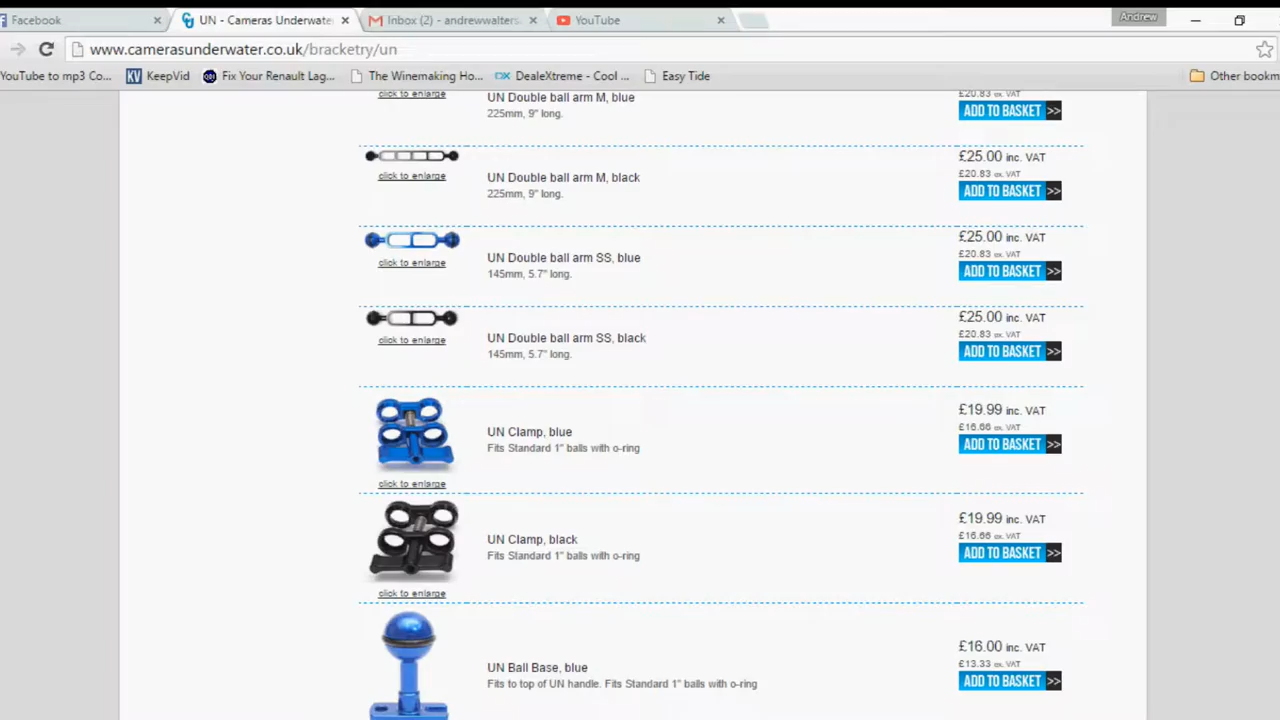 Facebook
UN - Cameras Underwate
Inbox (2) - andrewwalters
YouTube
Andrew
www.camerasunderwater.co.uk/bracketry/un
YouTube to mp3 Co...
KeepVid
Fix Your Renault Lag...
The Winemaking Ho...
DealeXtreme - Cool ...
Easy Tide
Other bookm
click to enlarge
UN Double ball arm M, blue
225mm, 9" long.
£20.83 ex. VAT
ADD TO BASKET >>
click to enlarge
UN Double ball arm M, black
225mm, 9" long.
£25.00 inc. VAT
£20.83 ex. VAT
ADD TO BASKET >>
click to enlarge
UN Double ball arm SS, blue
145mm, 5.7" long.
£25.00 inc. VAT
£20.83 ex. VAT
ADD TO BASKET >>
click to enlarge
UN Double ball arm SS, black
145mm, 5.7" long.
£25.00 inc. VAT
£20.83 ex. VAT
ADD TO BASKET >>
click to enlarge
UN Clamp, blue
Fits Standard 1" balls with o-ring
£19.99 inc. VAT
£16.66 ex. VAT
ADD TO BASKET >>
click to enlarge
UN Clamp, black
Fits Standard 1" balls with o-ring
£19.99 inc. VAT
£16.66 ex. VAT
ADD TO BASKET >>
click to enlarge
UN Ball Base, blue
Fits to top of UN handle. Fits Standard 1" balls with o-ring
£16.00 inc. VAT
£13.33 ex. VAT
ADD TO BASKET >>